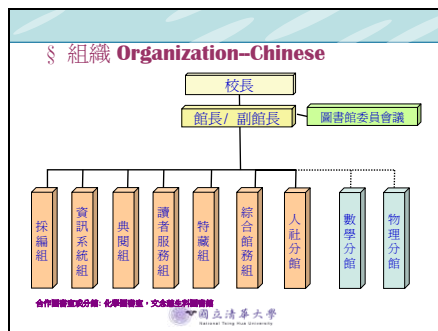 § 組織 Organization--Chinese
校長
館長/ 副館長
圖書館委員會議
採編組
資訊系統組
典閱組
讀者服務組
特藏組
綜合館務組
人社分館
數學分館
物理分館
合作圖書室或分館: 化學圖書室，文念萱生科圖書館
國立清華大學
National Tsing Hua University